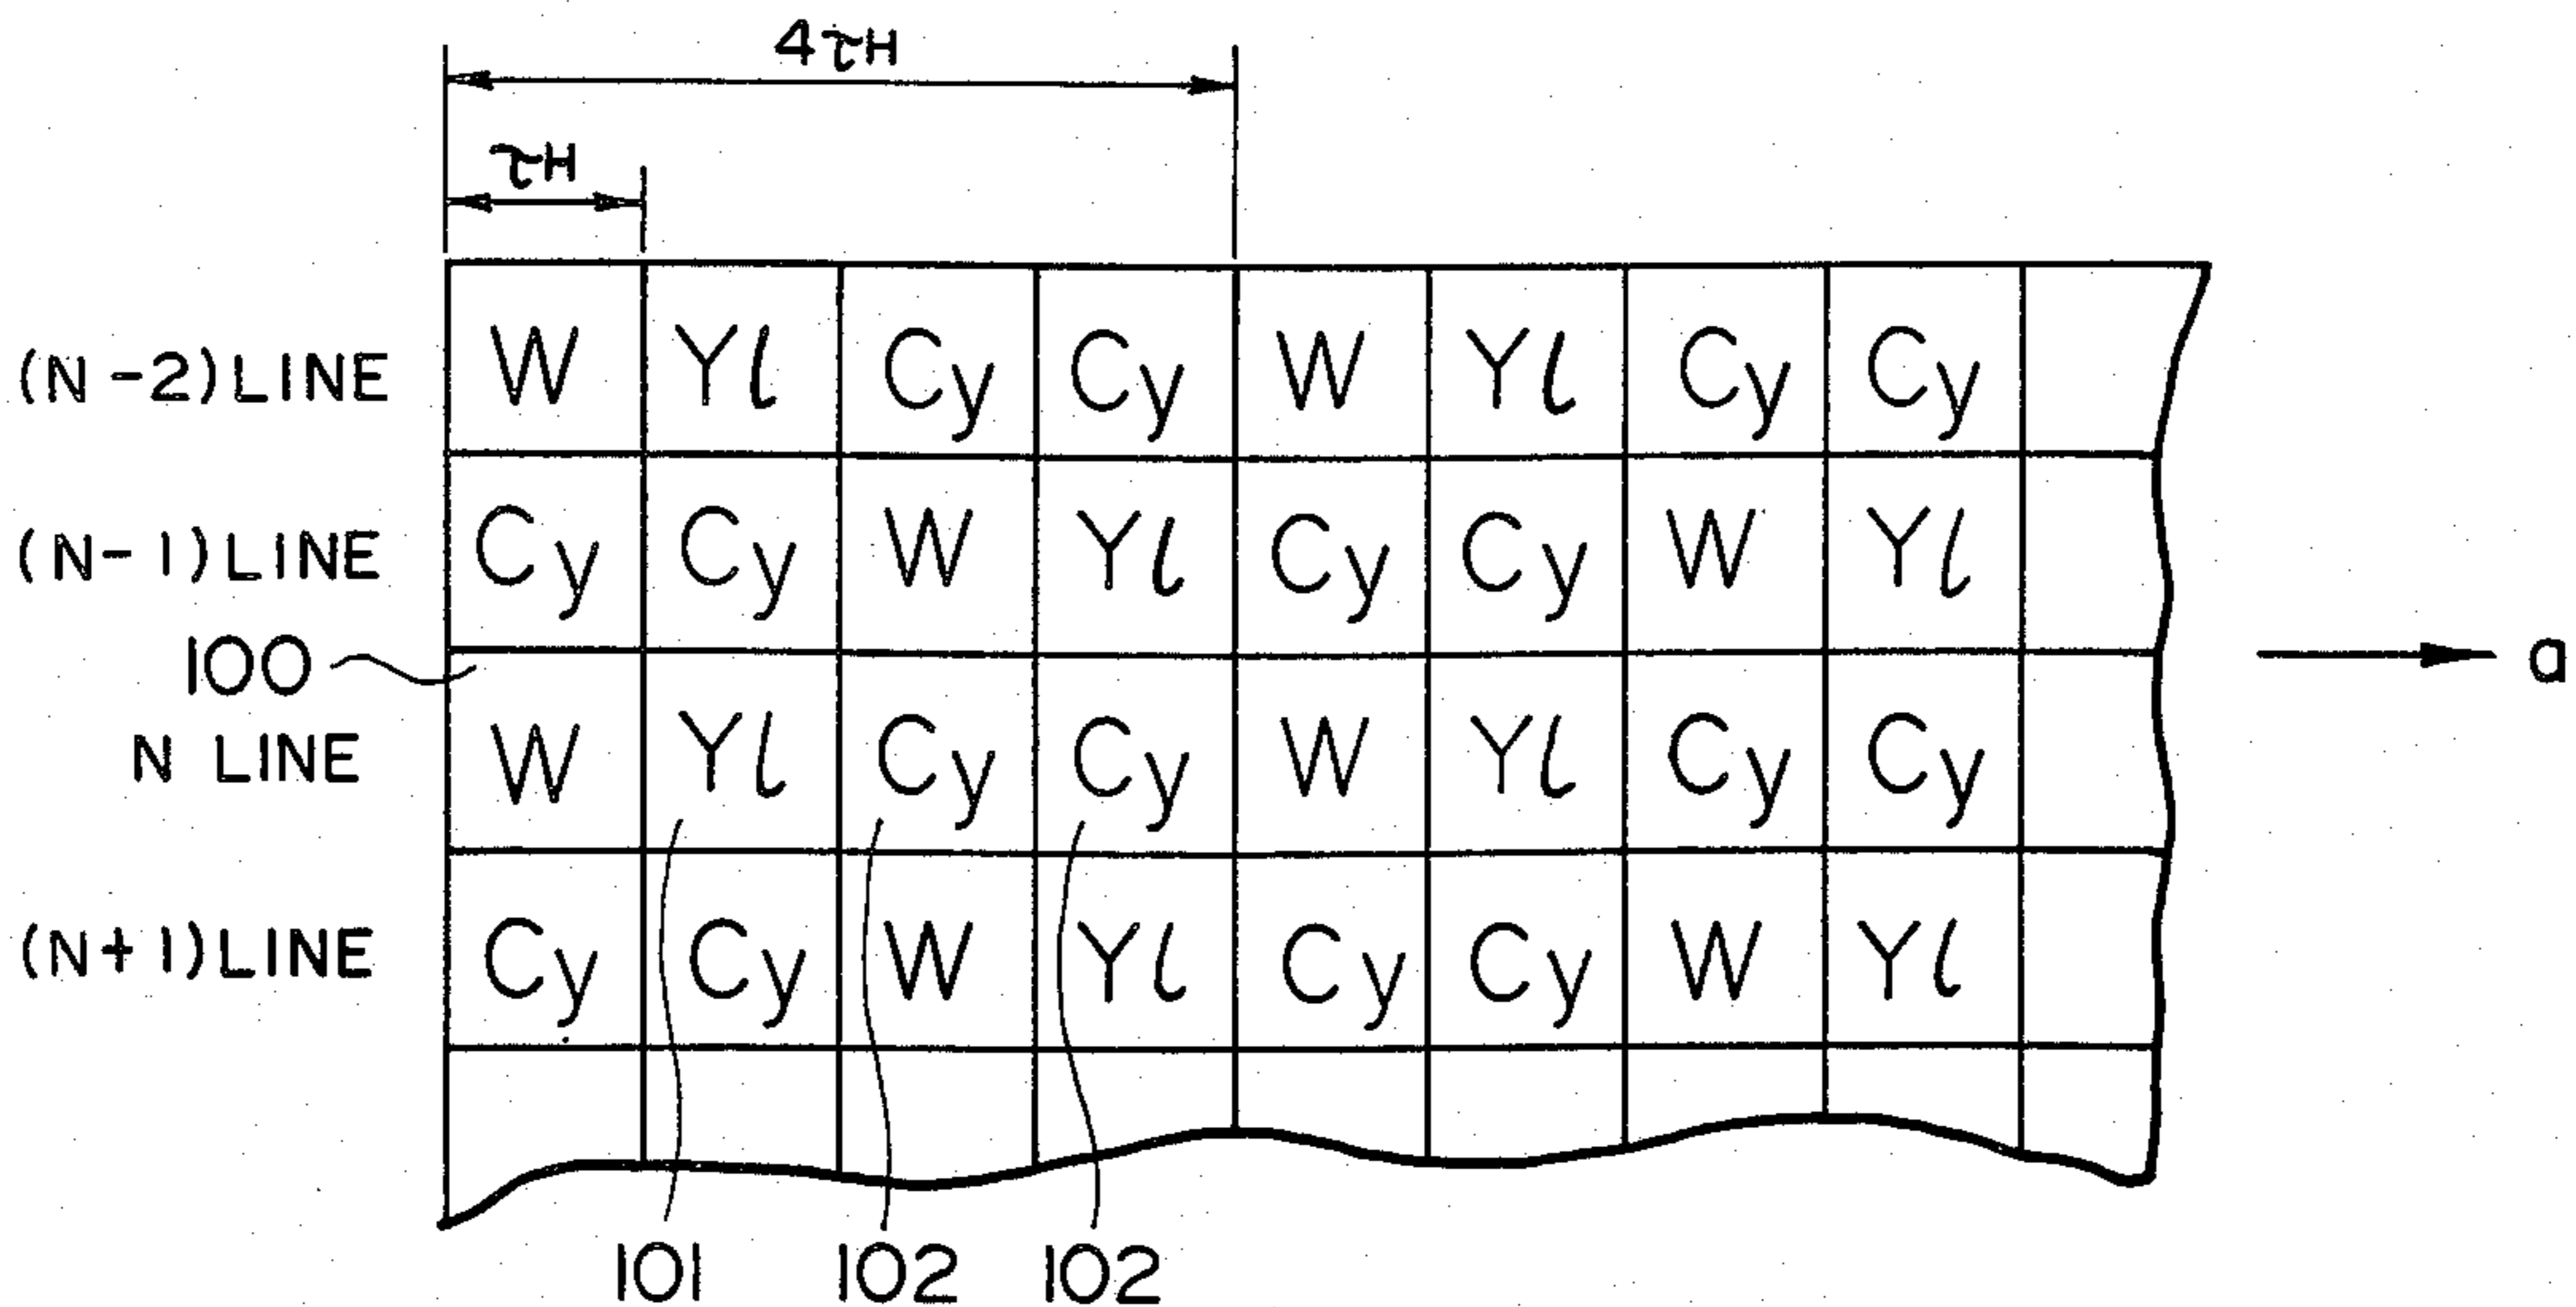 4τH
τH
(N-2)LINE W Yl Cy Cy W Yl Cy Cy
(N-1)LINE Cy Cy W Yl Cy Cy W Yl
100
a
N LINE W Yl Cy Cy W Yl Cy Cy
(N+1)LINE Cy Cy W Yl Cy Cy W Yl
101 102 102